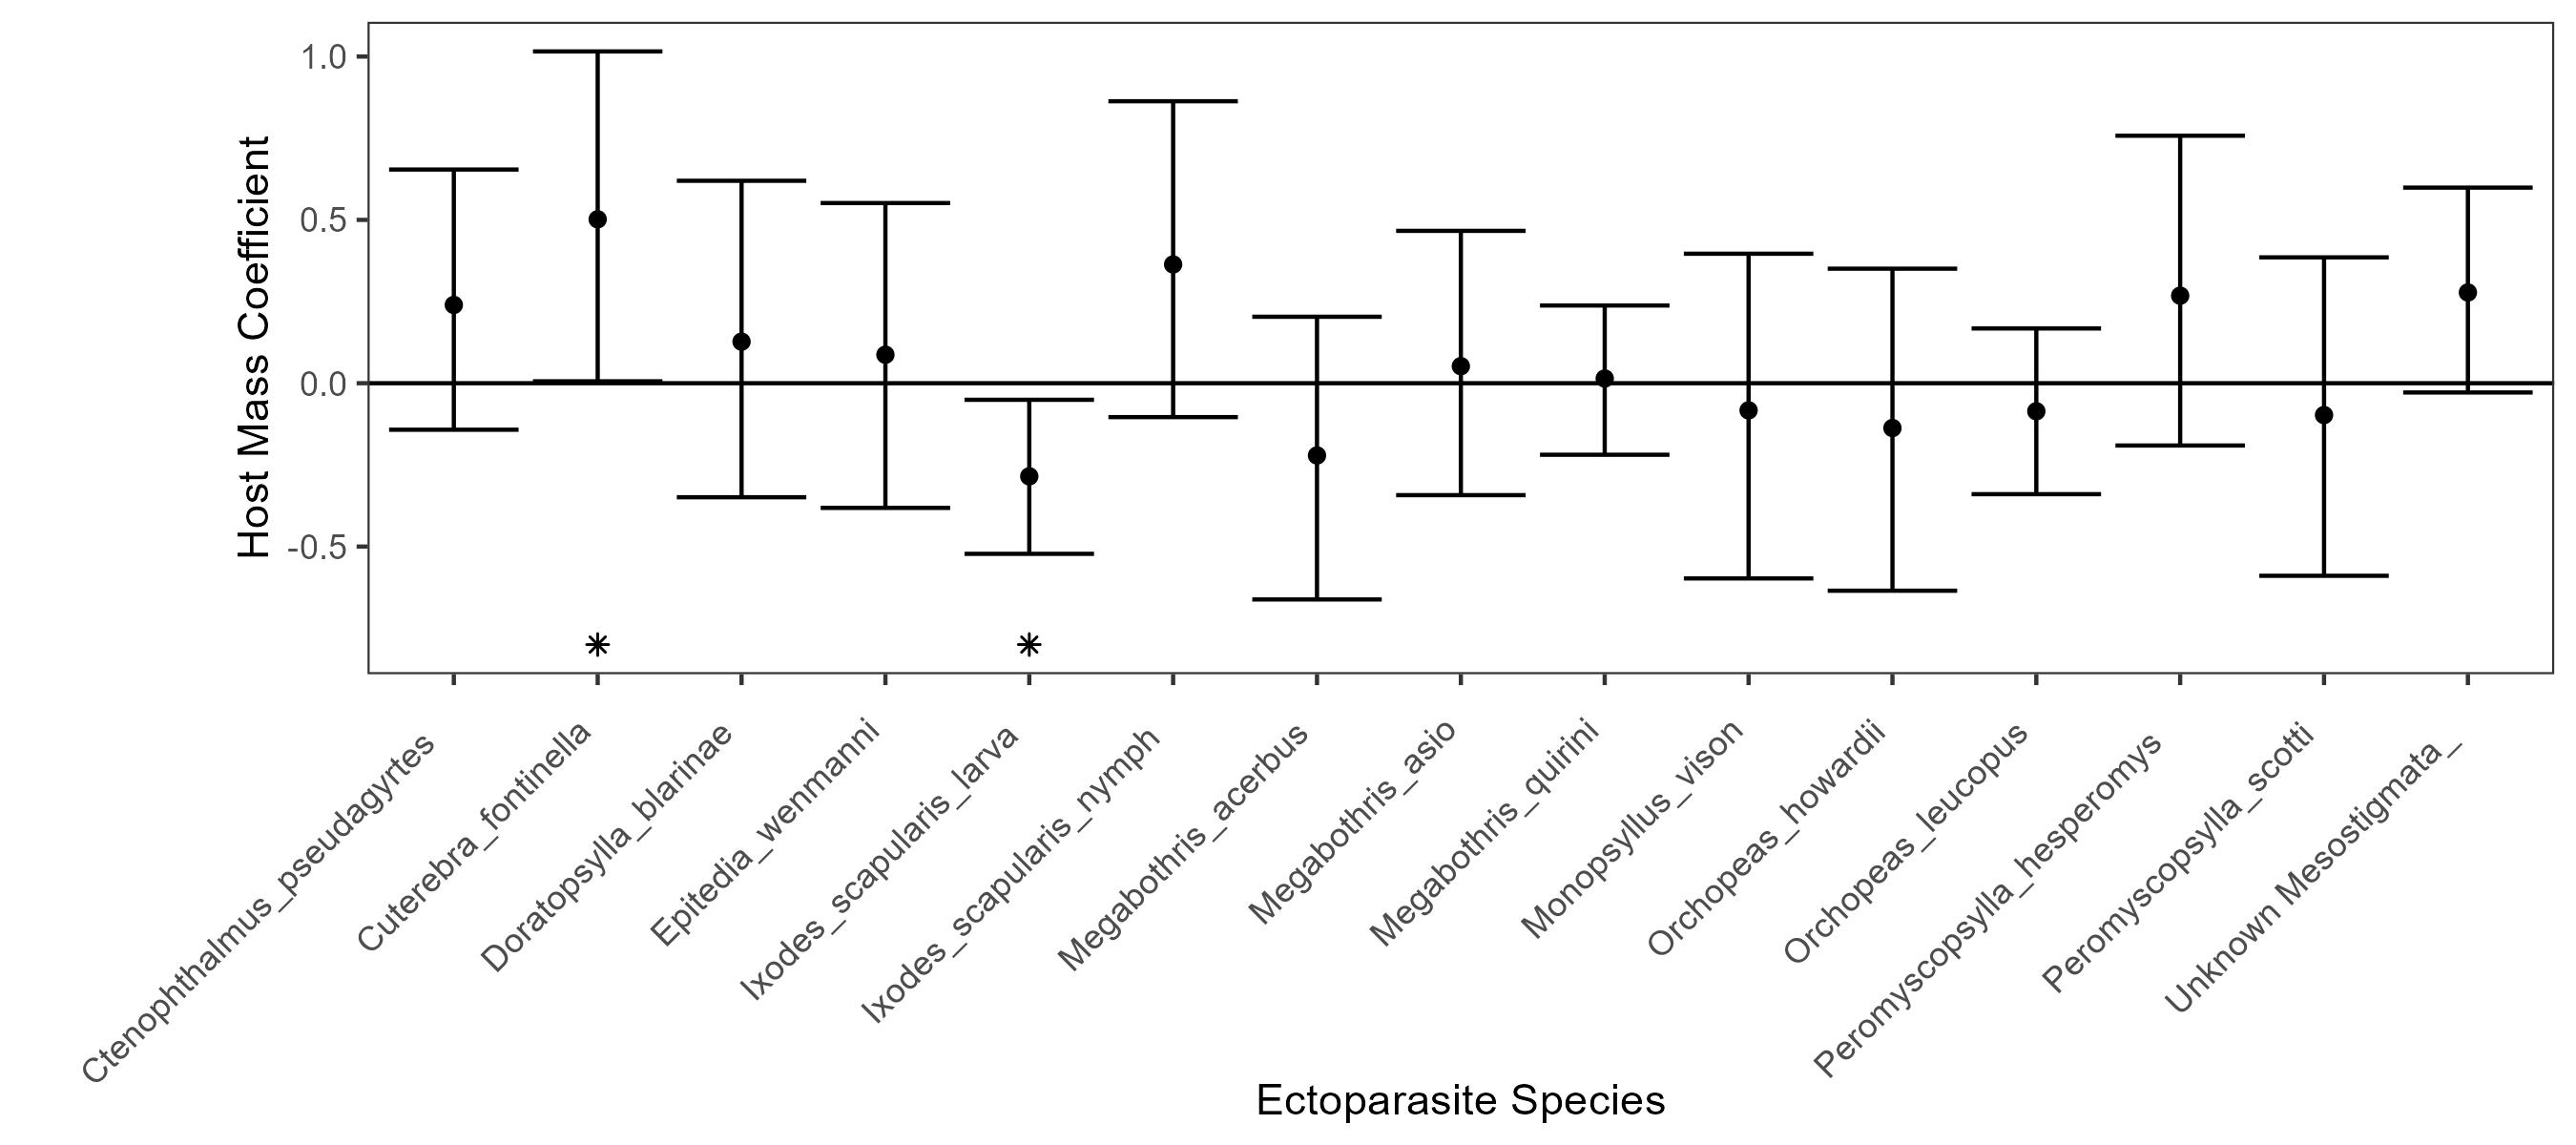 Host Mass Coefficient
1.0
0.5
0.0
-0.5
*
*
Ctenophthalmus_pseudagyrtes
Cuterebra_fontinella
Doratopsylla_blarinae
Epitedia_wenmanni
Ixodes_scapularis_larva
Ixodes_scapularis_nymph
Megabothris_acerbus
Megabothris_asio
Megabothris_quirini
Monopsyllus_vison
Orchopeas_howardii
Orchopeas_leucopus
Peromyscopsylla_hesperomys
Peromyscopsylla_scotti
Unknown Mesostigmata_
Ectoparasite Species